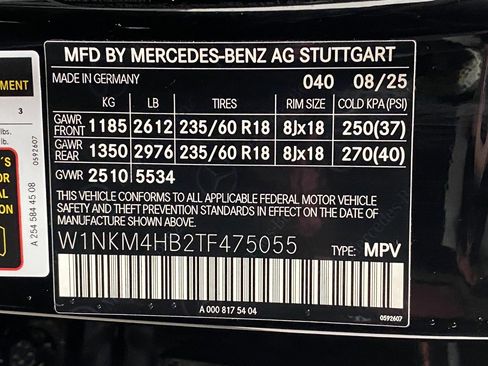 MFD BY MERCEDES-BENZ AG STUTTGART
MADE IN GERMANY 040 08/25
KG LB TIRES RIM SIZE COLD KPA (PSI)
GAWR FRONT 1185 2612 235/60 R18 8Jx18 250(37)
GAWR REAR 1350 2976 235/60 R18 8Jx18 270(40)
GVWR 2510 5534
THIS VEHICLE CONFORMS TO ALL APPLICABLE FEDERAL MOTOR VEHICLE
SAFETY AND THEFT PREVENTION STANDARDS IN EFFECT ON THE DATE OF
MANUFACTURE SHOWN ABOVE.
W1NKM4HB2TF475055 TYPE: MPV
A 000 817 54 04
0592607
3
lbs.
lb.
0592607
A 254 584 45 08